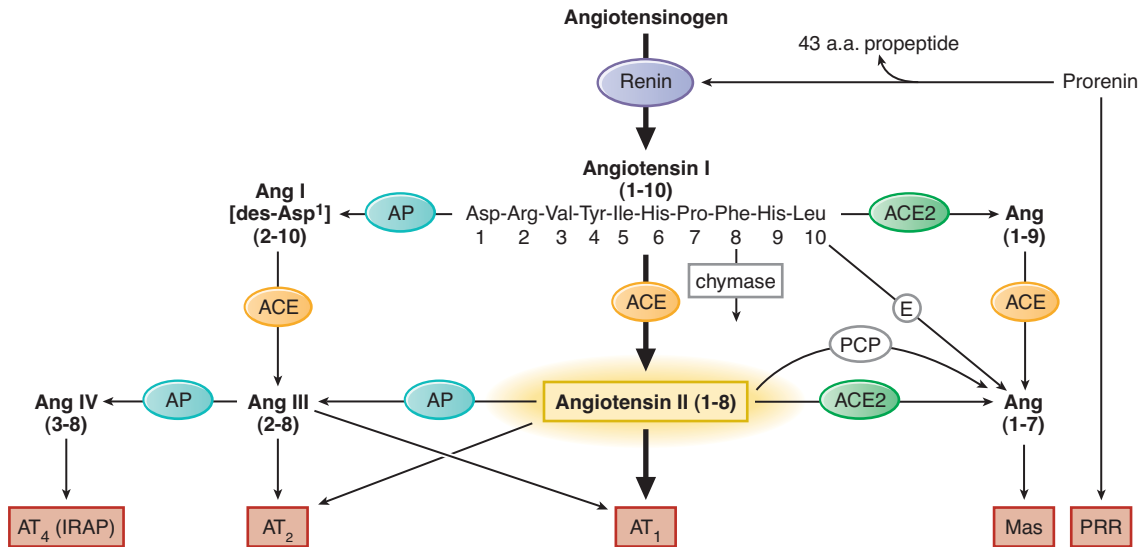 Angiotensinogen
43 a.a. propeptide
Renin
Prorenin
Angiotensin I
(1-10)
Ang I
[des-Asp¹]
(2-10)
AP
Asp-Arg-Val-Tyr-Ile-His-Pro-Phe-His-Leu
1 2 3 4 5 6 7 8 9 10
ACE2
Ang
(1-9)
chymase
ACE
ACE
E
ACE
PCP
Ang IV
(3-8)
AP
Ang III
(2-8)
AP
Angiotensin II (1-8)
ACE2
Ang
(1-7)
AT₄ (IRAP)
AT₂
AT₁
Mas
PRR